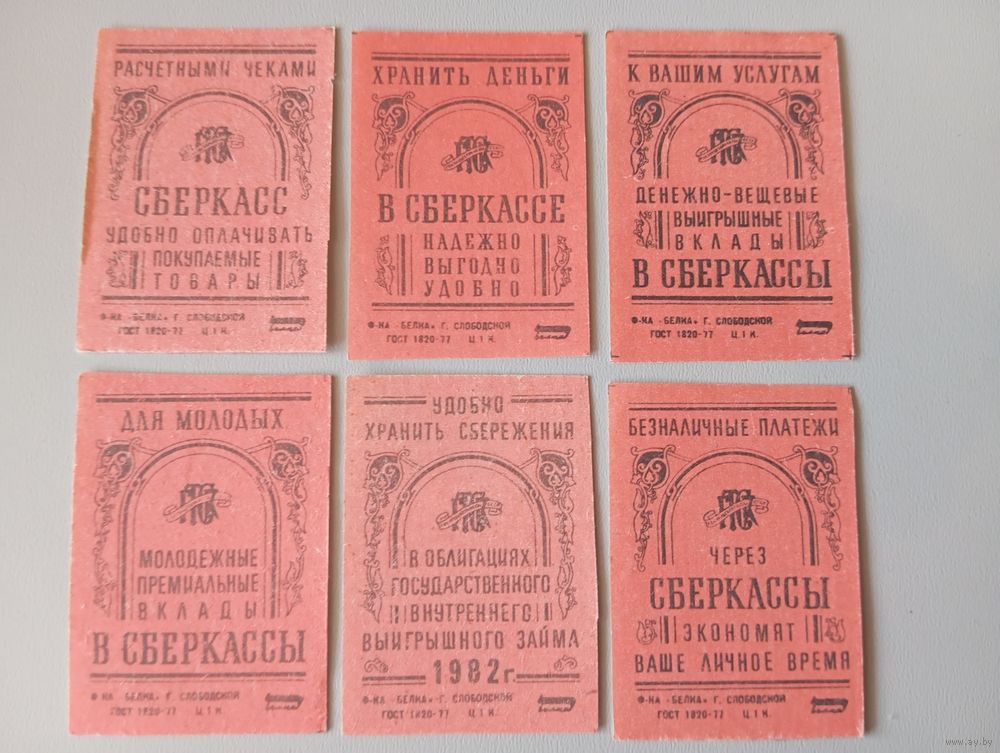 РАСЧЕТНЫМИ ЧЕКАМИ
СБЕРКАСС
УДОБНО ОПЛАЧИВАТЬ
ПОКУПАЕМЫЕ
ТОВАРЫ
Ф-КА «БЕЛКА» Г. СЛОБОДСКОЙ
ГОСТ 1820-77 Ц. 1 К.
ХРАНИТЬ ДЕНЬГИ
В СБЕРКАССЕ
НАДЕЖНО
ВЫГОДНО
УДОБНО
Ф-КА «БЕЛКА» Г. СЛОБОДСКОЙ
ГОСТ 1820-77 Ц. 1 К.
К ВАШИМ УСЛУГАМ
ДЕНЕЖНО-ВЕЩЕВЫЕ
ВЫИГРЫШНЫЕ
ВКЛАДЫ
В СБЕРКАССЫ
Ф-КА «БЕЛКА» Г. СЛОБОДСКОЙ
ГОСТ 1820-77 Ц. 1 К.
ДЛЯ МОЛОДЫХ
МОЛОДЕЖНЫЕ
ПРЕМИАЛЬНЫЕ
ВКЛАДЫ
В СБЕРКАССЫ
Ф-КА «БЕЛКА» Г. СЛОБОДСКОЙ
ГОСТ 1820-77 Ц. 1 К.
УДОБНО
ХРАНИТЬ СБЕРЕЖЕНИЯ
В ОБЛИГАЦИЯХ
ГОСУДАРСТВЕННОГО
ВНУТРЕННЕГО
ВЫИГРЫШНОГО ЗАЙМА
1982г.
Ф-КА «БЕЛКА» Г. СЛОБОДСКОЙ
ГОСТ 1820-77 Ц. 1 К.
БЕЗНАЛИЧНЫЕ ПЛАТЕЖИ
ЧЕРЕЗ
СБЕРКАССЫ
ЭКОНОМЯТ
ВАШЕ ЛИЧНОЕ ВРЕМЯ
Ф-КА «БЕЛКА» Г. СЛОБОДСКОЙ
ГОСТ 1820-77 Ц. 1 К.
www.ay.by